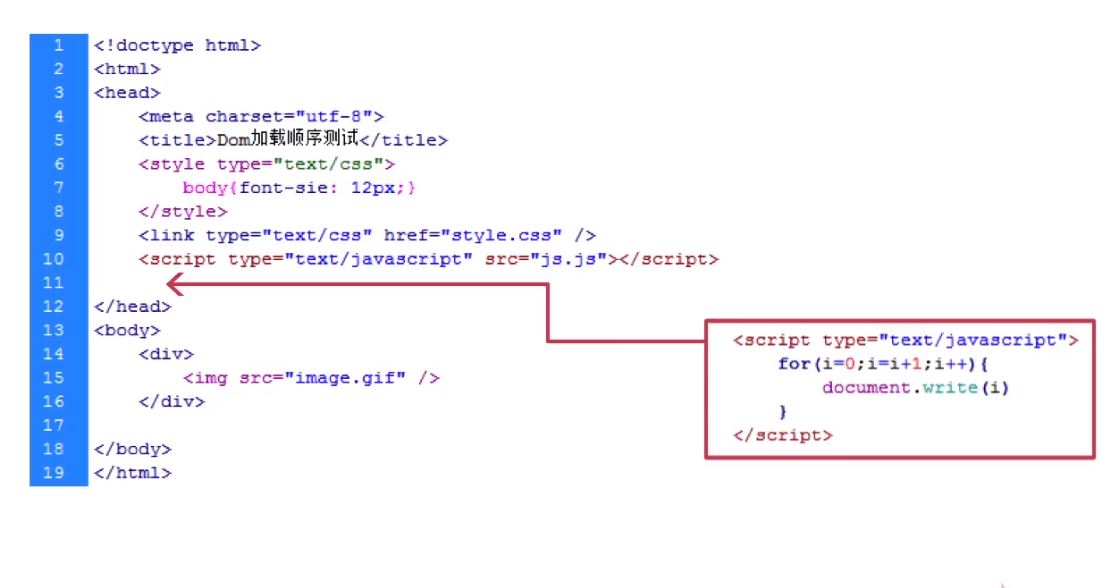 1 <!doctype html>
2 <html>
3 <head>
4 <meta charset="utf-8">
5 <title>Dom加载顺序测试</title>
6 <style type="text/css">
7 body{font-sie: 12px;}
8 </style>
9 <link type="text/css" href="style.css" />
10 <script type="text/javascript" src="js.js"></script>
11
12 </head>
13 <body>
14 <div>
15 <img src="image.gif" />
16 </div>
17
18 </body>
19 </html>
<script type="text/javascript">
for(i=0;i=i+1;i++){
document.write(i)
}
</script>